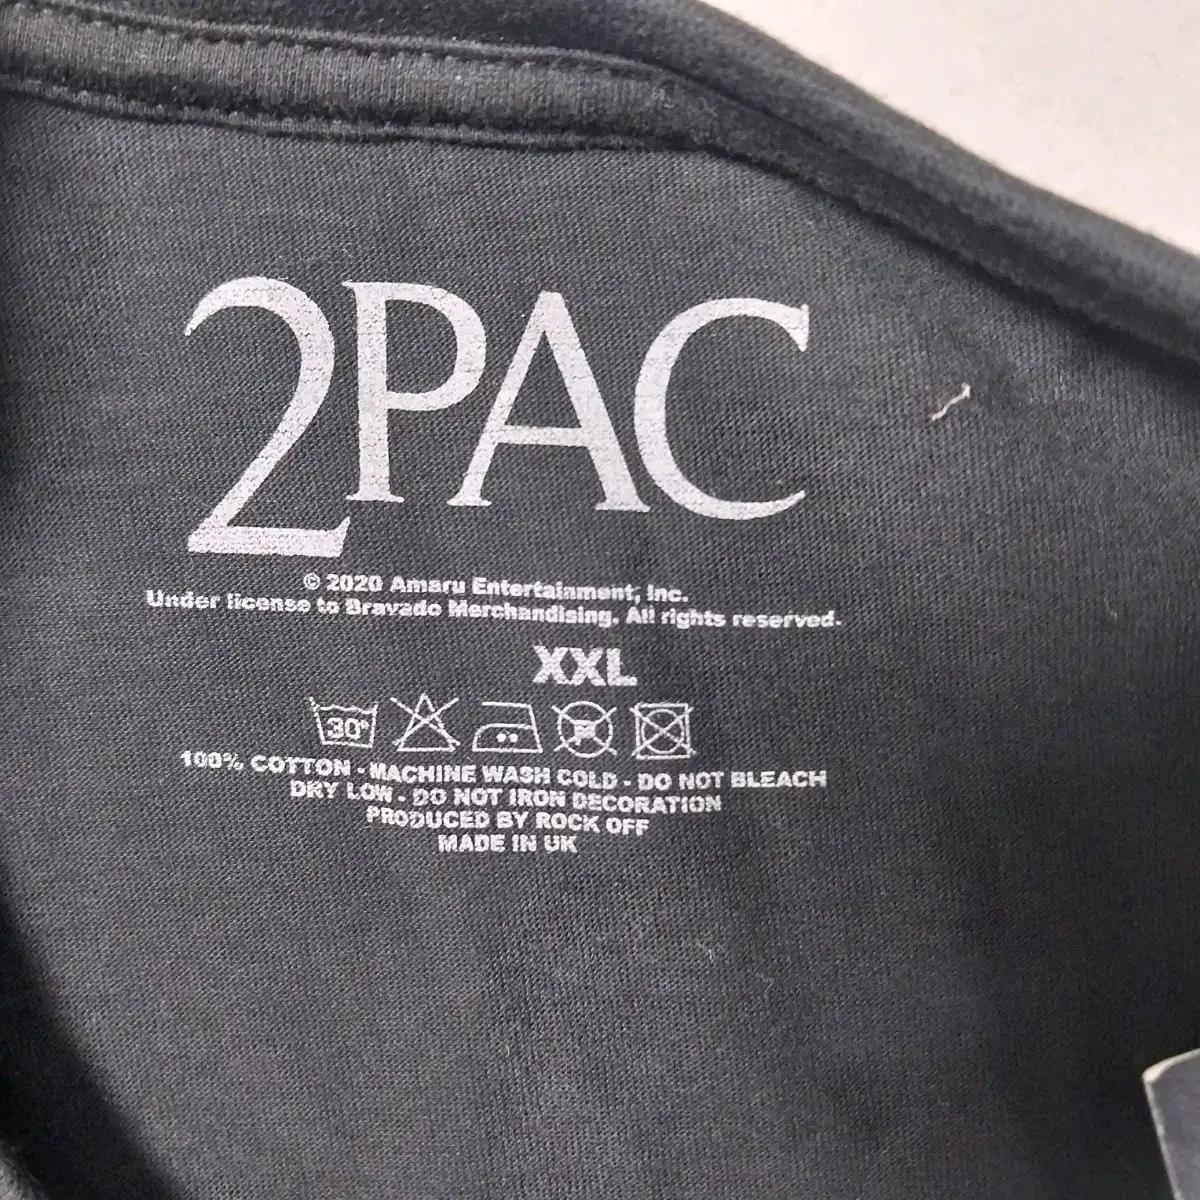 2PAC
© 2020 Amaru Entertainment, Inc.
Under license to Bravado Merchandising. All rights reserved.
XXL
30°
100% COTTON - MACHINE WASH COLD - DO NOT BLEACH
DRY LOW - DO NOT IRON DECORATION
PRODUCED BY ROCK OFF
MADE IN UK